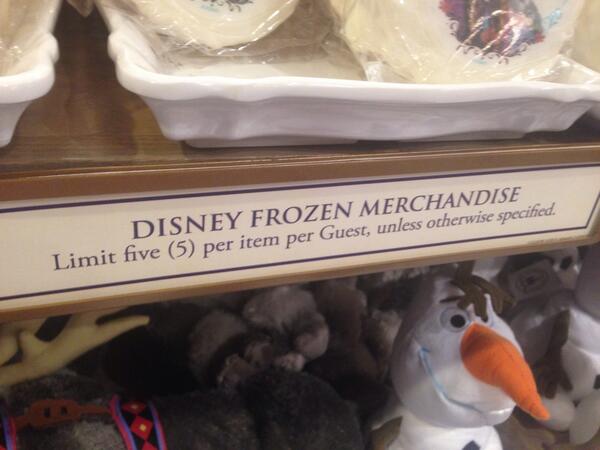 DISNEY FROZEN MERCHANDISE
Limit five (5) per item per Guest, unless otherwise specified.